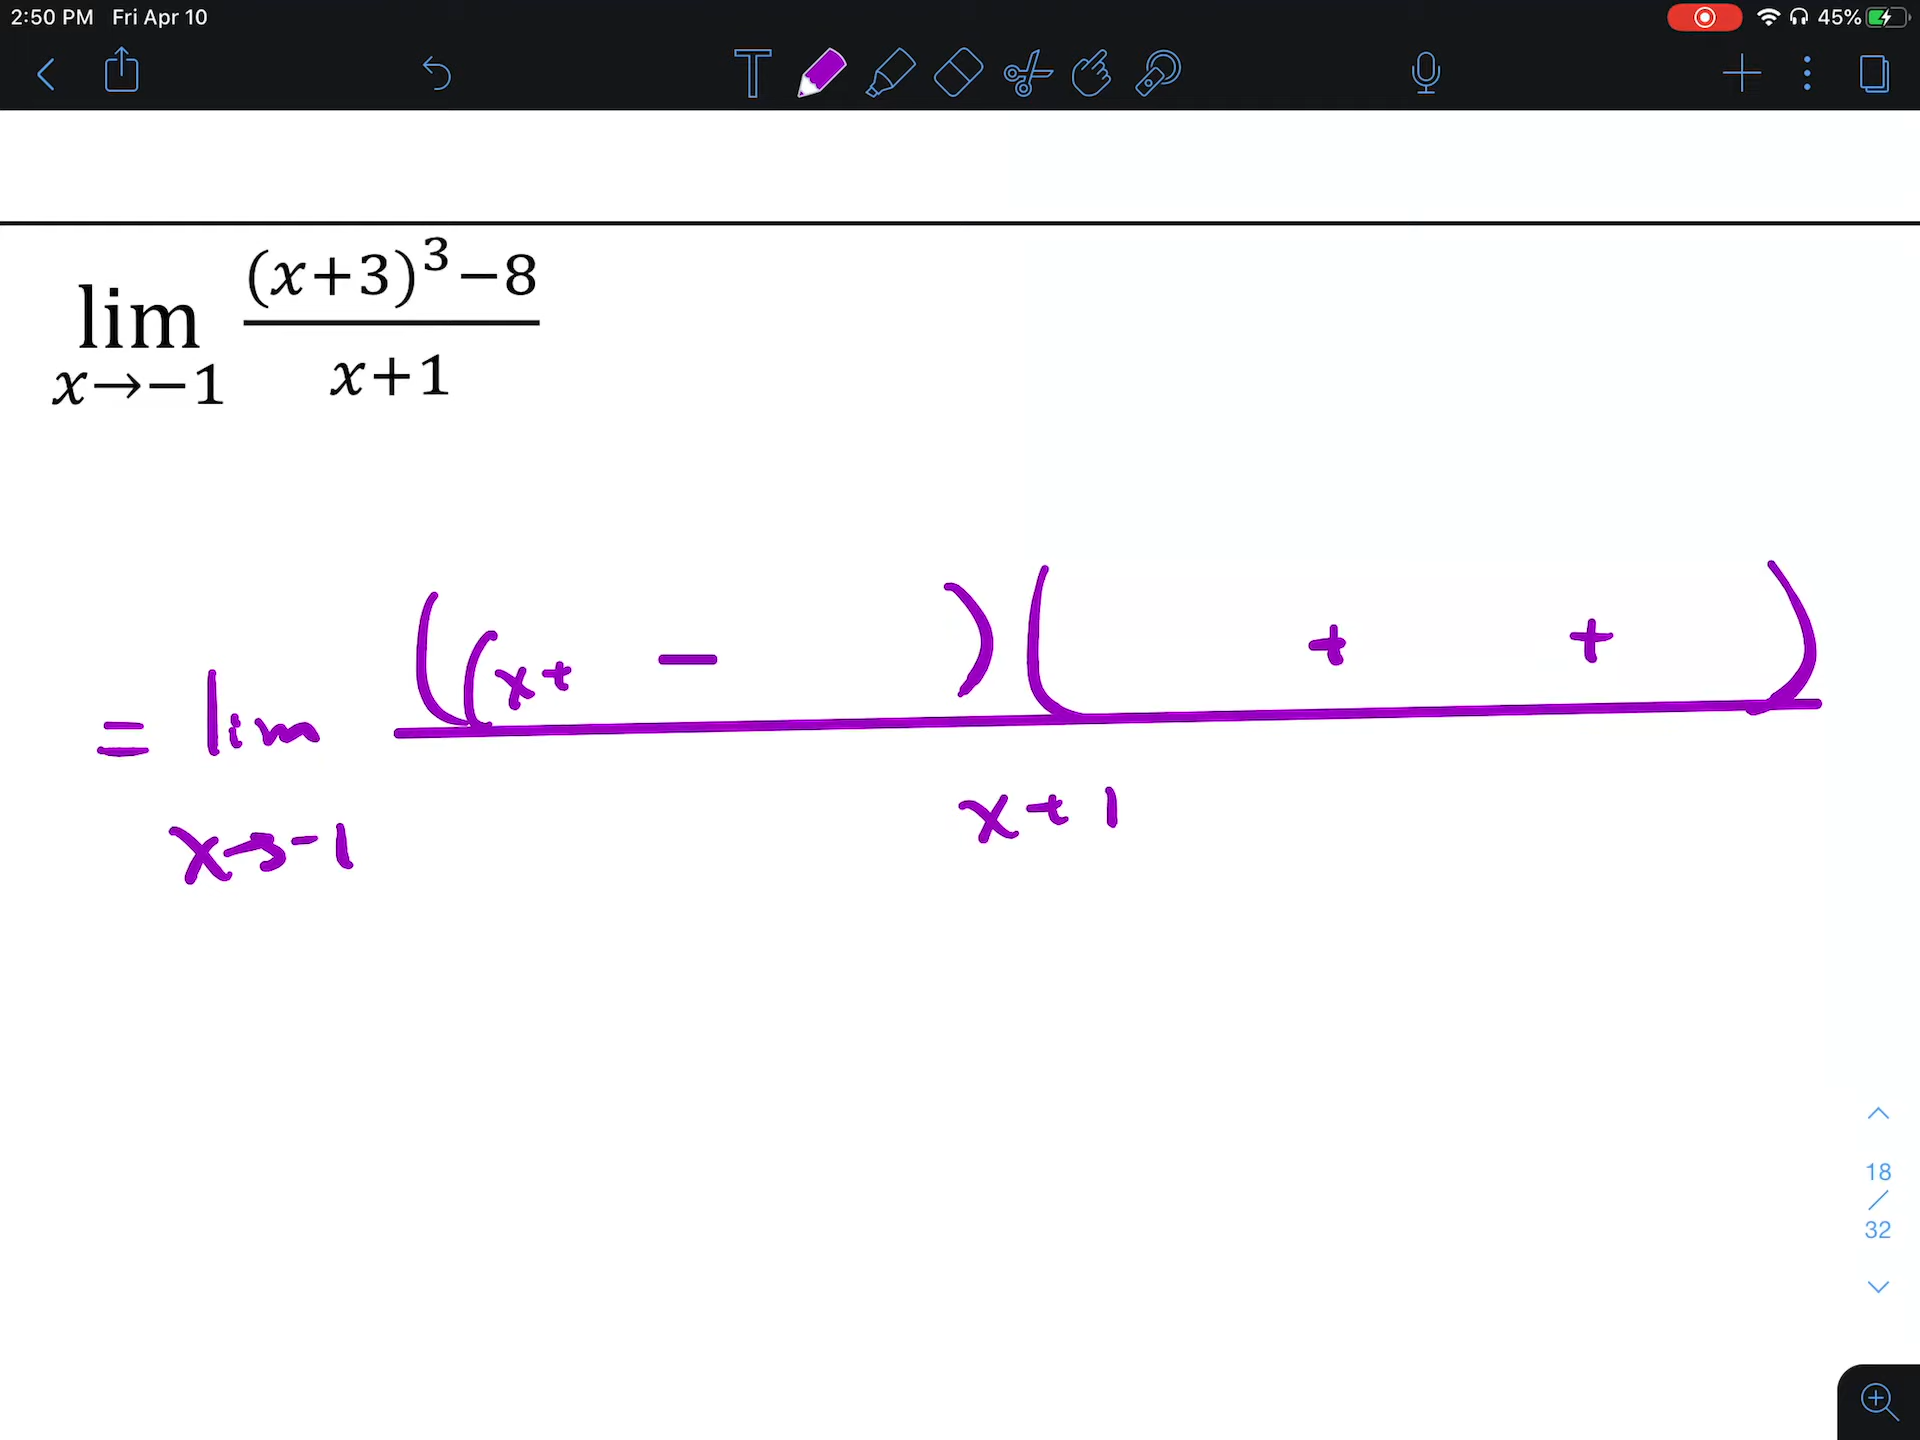 2:50 PM Fri Apr 10 45%
T
lim x→−1 (x+3)³−8 / x+1
= lim x→-1 ((x+ − )( + + ) / x+1
18
/
32